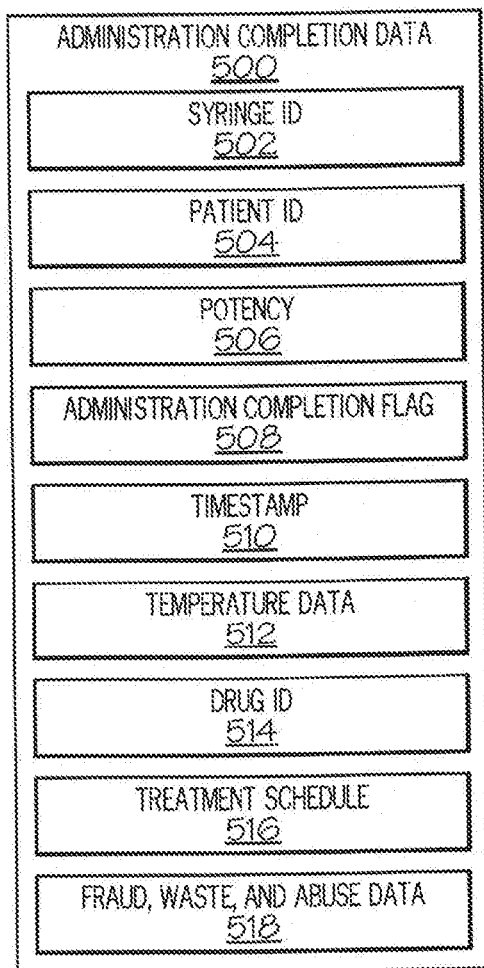 ADMINISTRATION COMPLETION DATA
500
SYRINGE ID
502
PATIENT ID
504
POTENCY
506
ADMINISTRATION COMPLETION FLAG
508
TIMESTAMP
510
TEMPERATURE DATA
512
DRUG ID
514
TREATMENT SCHEDULE
516
FRAUD, WASTE, AND ABUSE DATA
518